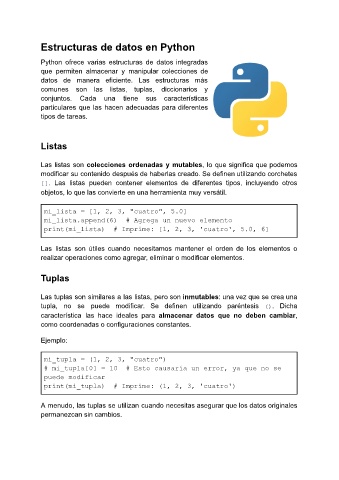 Estructuras de datos en Python
Python ofrece varias estructuras de datos integradas
que permiten almacenar y manipular colecciones de
datos de manera eficiente. Las estructuras más
comunes son las listas, tuplas, diccionarios y
conjuntos. Cada una tiene sus características
particulares que las hacen adecuadas para diferentes
tipos de tareas.
Listas
Las listas son colecciones ordenadas y mutables, lo que significa que podemos
modificar su contenido después de haberlas creado. Se definen utilizando corchetes
[]. Las listas pueden contener elementos de diferentes tipos, incluyendo otros
objetos, lo que las convierte en una herramienta muy versátil.
mi_lista = [1, 2, 3, "cuatro", 5.0]
mi_lista.append(6)  # Agrega un nuevo elemento
print(mi_lista)  # Imprime: [1, 2, 3, 'cuatro', 5.0, 6]
Las listas son útiles cuando necesitamos mantener el orden de los elementos o
realizar operaciones como agregar, eliminar o modificar elementos.
Tuplas
Las tuplas son similares a las listas, pero son inmutables: una vez que se crea una
tupla, no se puede modificar. Se definen utilizando paréntesis (). Dicha
característica las hace ideales para almacenar datos que no deben cambiar,
como coordenadas o configuraciones constantes.
Ejemplo:
mi_tupla = (1, 2, 3, "cuatro")
# mi_tupla[0] = 10  # Esto causaría un error, ya que no se
puede modificar
print(mi_tupla)  # Imprime: (1, 2, 3, 'cuatro')
A menudo, las tuplas se utilizan cuando necesitas asegurar que los datos originales
permanezcan sin cambios.